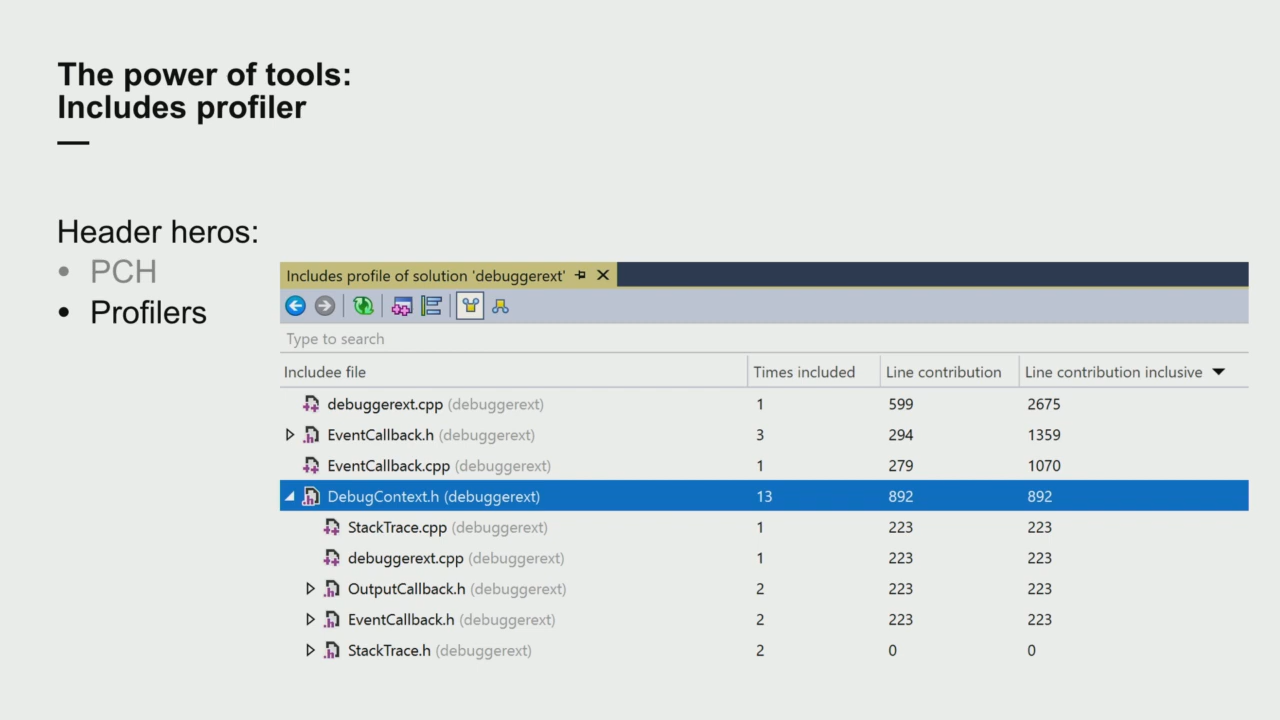 The power of tools:
Includes profiler
Header heros:
• PCH
• Profilers
Includes profile of solution 'debuggerext'
Type to search
Includee file Times included Line contribution Line contribution inclusive
debuggerext.cpp (debuggerext) 1 599 2675
EventCallback.h (debuggerext) 3 294 1359
EventCallback.cpp (debuggerext) 1 279 1070
DebugContext.h (debuggerext) 13 892 892
StackTrace.cpp (debuggerext) 1 223 223
debuggerext.cpp (debuggerext) 1 223 223
OutputCallback.h (debuggerext) 2 223 223
EventCallback.h (debuggerext) 2 223 223
StackTrace.h (debuggerext) 2 0 0